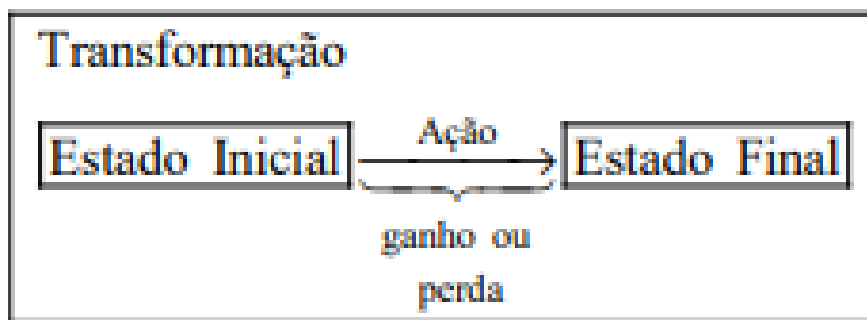 Transformação
Ação
Estado Inicial Estado Final
ganho ou
perda